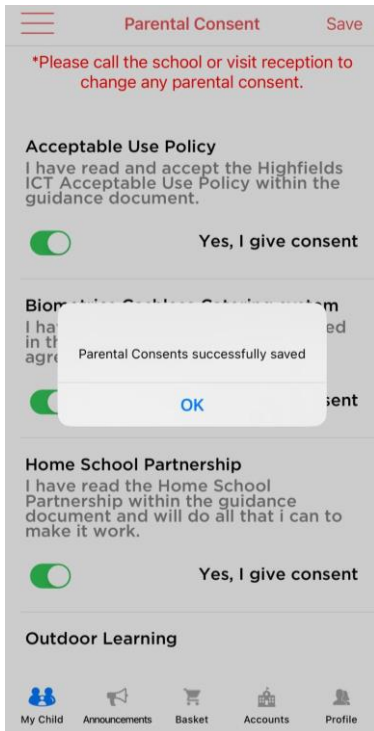 Parental Consent
Save
*Please call the school or visit reception to
change any parental consent.
Acceptable Use Policy
I have read and accept the Highfields
ICT Acceptable Use Policy within the
guidance document.
Yes, I give consent
Parental Consents successfully saved
OK
Home School Partnership
I have read the Home School
Partnership within the guidance
document and will do all that i can to
make it work.
Yes, I give consent
Outdoor Learning
My Child
Announcements
Basket
Accounts
Profile